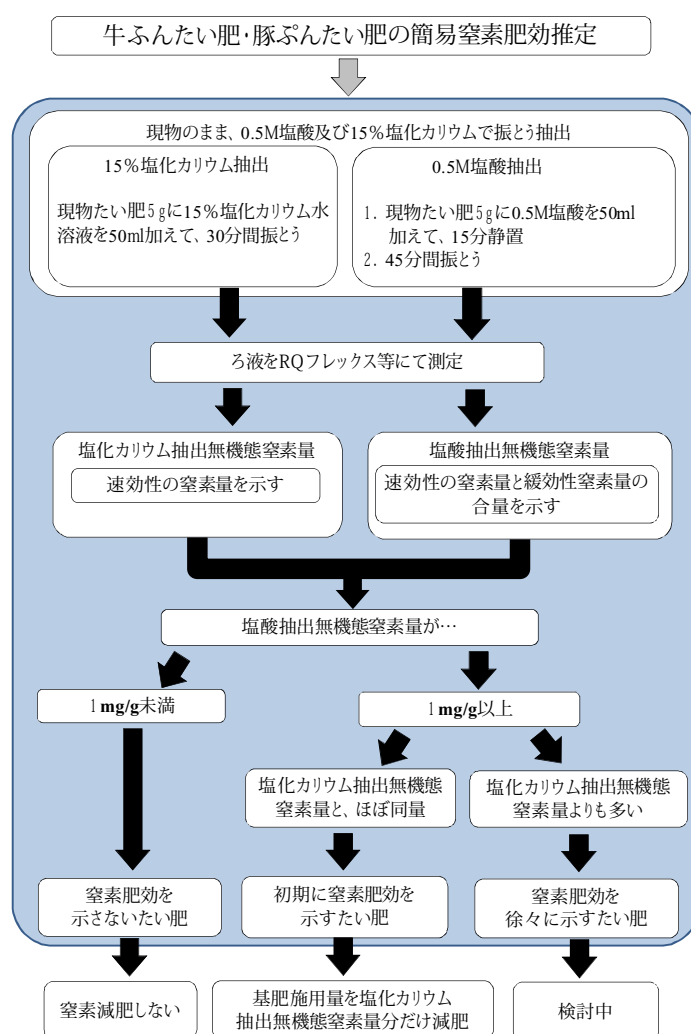 牛ふんたい肥・豚ぷんたい肥の簡易窒素肥効推定
現物のまま、0.5M塩酸及び15%塩化カリウムで振とう抽出
15%塩化カリウム抽出
現物たい肥5gに15%塩化カリウム水
溶液を50ml加えて、30分間振とう
0.5M塩酸抽出
1. 現物たい肥5gに0.5M塩酸を50ml
加えて、15分静置
2. 45分間振とう
ろ液をRQフレックス等にて測定
塩化カリウム抽出無機態窒素量
速効性の窒素量を示す
塩酸抽出無機態窒素量
速効性の窒素量と緩効性窒素量の
合量を示す
塩酸抽出無機態窒素量が…
1mg/g未満
1mg/g以上
塩化カリウム抽出無機態
窒素量と、ほぼ同量
塩化カリウム抽出無機態
窒素量よりも多い
窒素肥効を
示さないたい肥
初期に窒素肥効を
示すたい肥
窒素肥効を
徐々に示すたい肥
窒素減肥しない
基肥施用量を塩化カリウム
抽出無機態窒素量分だけ減肥
検討中